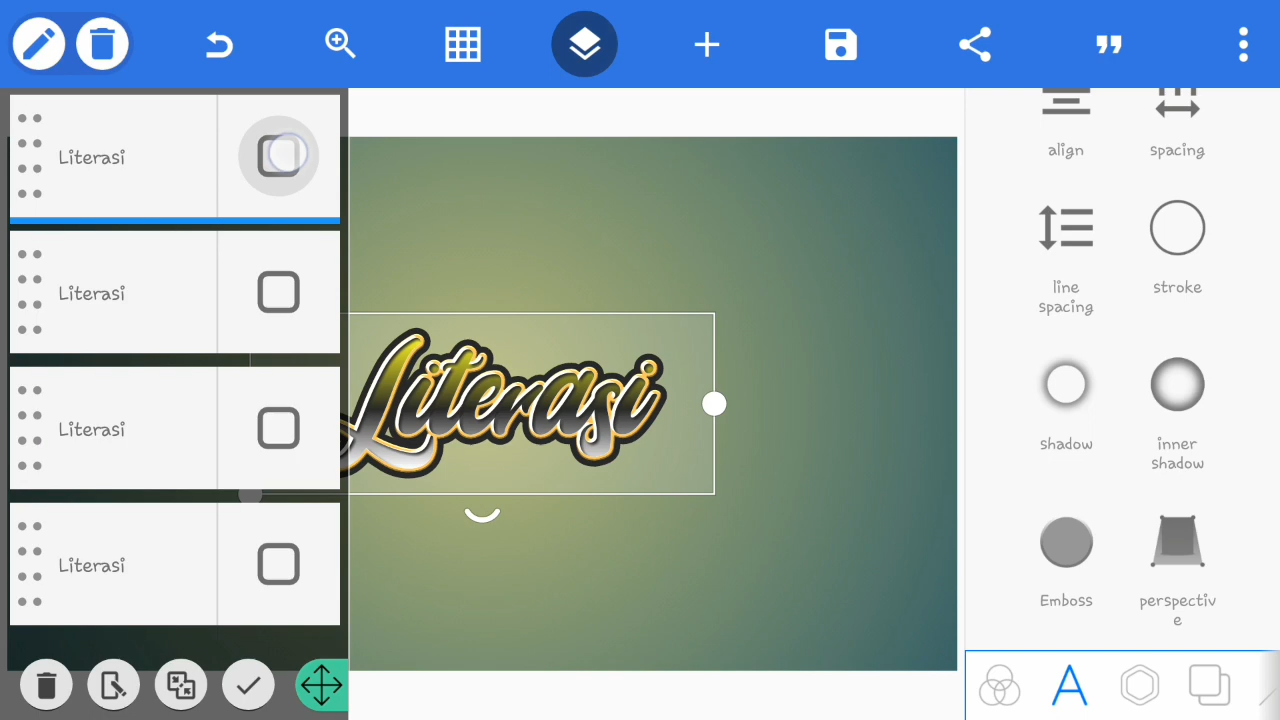 Literasi
Literasi
Literasi
Literasi
Literasi
align
spacing
line
spacing
stroke
shadow
inner
shadow
Emboss
perspectiv
e